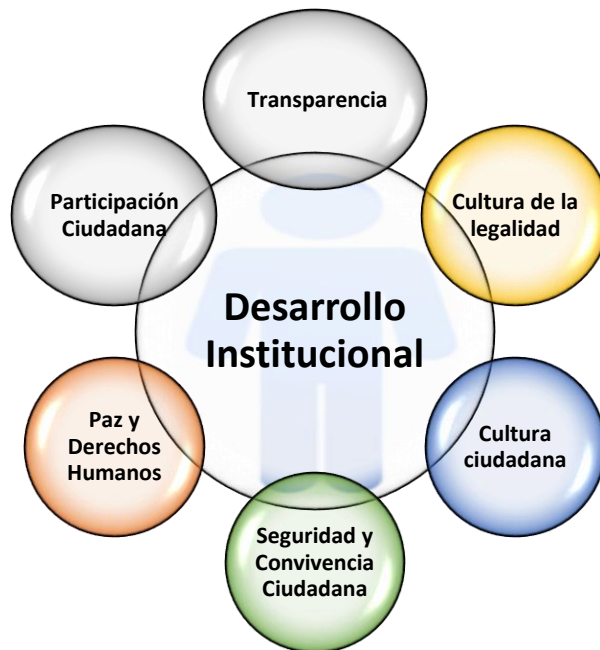 Transparencia
Participación
Ciudadana
Cultura de la
legalidad
Desarrollo
Institucional
Paz y
Derechos
Humanos
Cultura
ciudadana
Seguridad y
Convivencia
Ciudadana